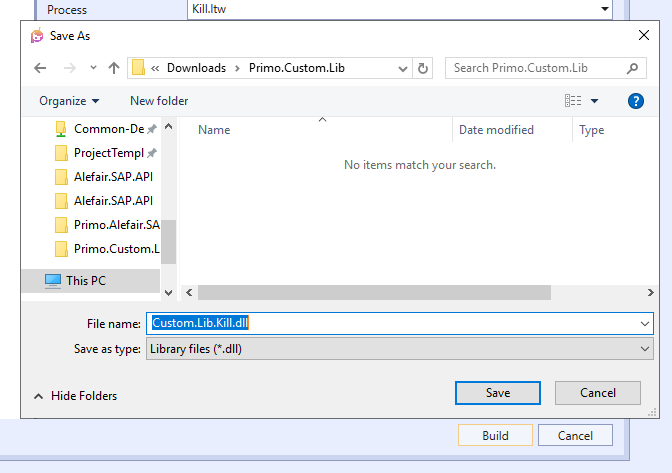 Process
Kill.ltw
Save As
« Downloads > Primo.Custom.Lib
Search Primo.Custom.Lib
Organize
New folder
?
Common-De
ProjectTempl
Alefair.SAP.API
Alefair.SAP.API
Primo.Alefair.SA
Primo.Custom.L
This PC
Name
Date modified
Type
No items match your search.
File name:
Custom.Lib.Kill.dll
Save as type:
Library files (*.dll)
Hide Folders
Save
Cancel
Build
Cancel